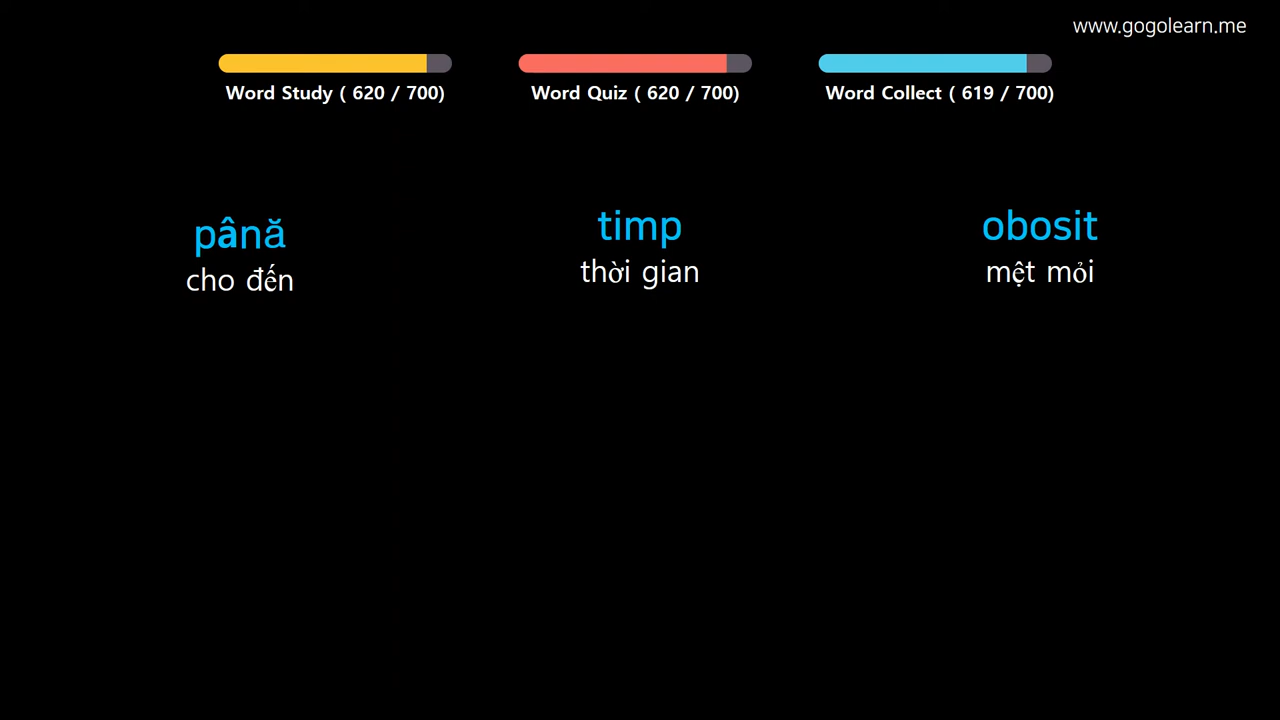 www.gogolearn.me
Word Study ( 620 / 700)
Word Quiz ( 620 / 700)
Word Collect ( 619 / 700)
până
cho đến
timp
thời gian
obosit
mệt mỏi